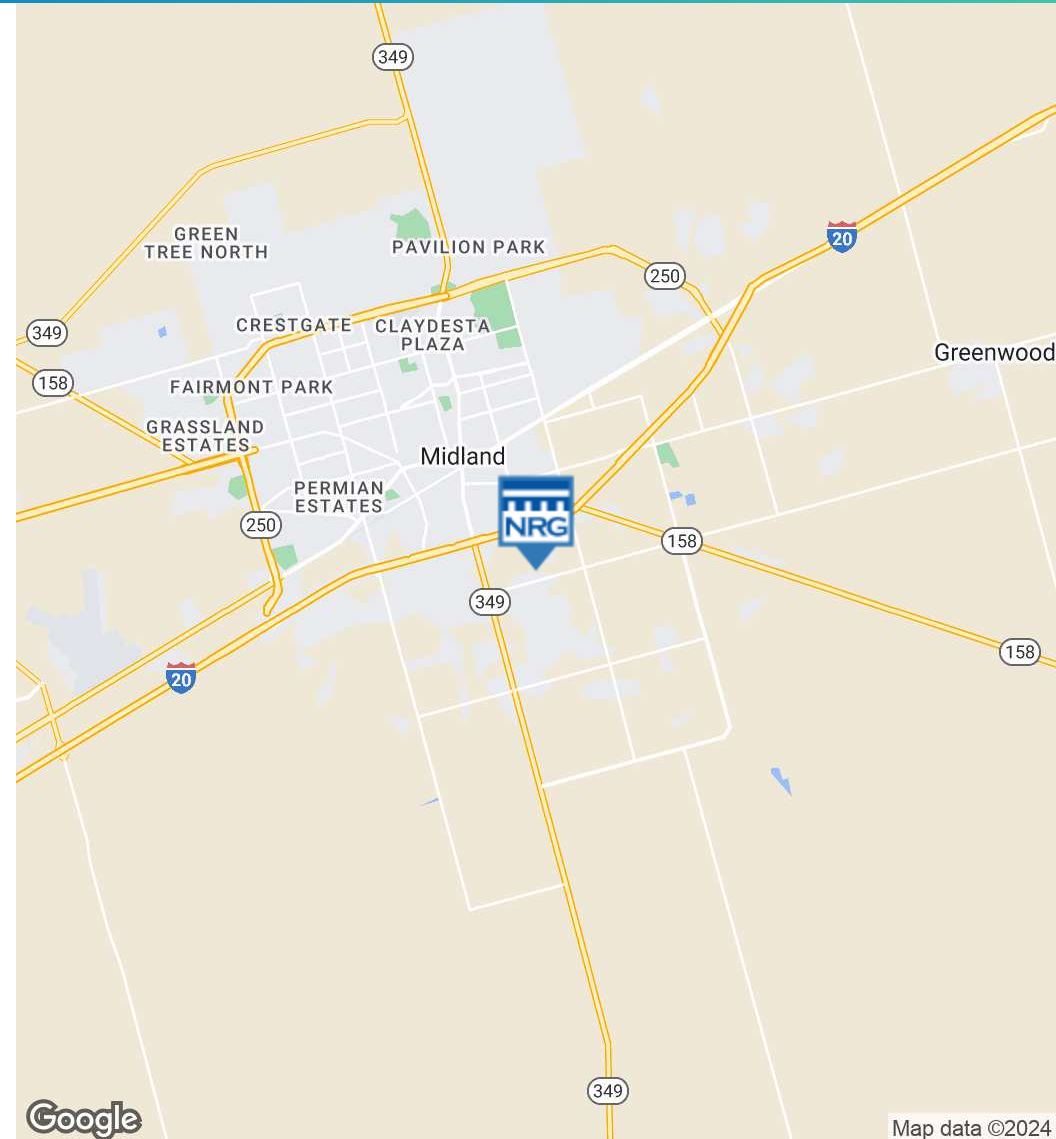 349
GREEN
TREE NORTH
PAVILION PARK
20
250
349
CRESTGATE
CLAYDESTA
PLAZA
Greenwood
158
FAIRMONT PARK
GRASSLAND
ESTATES
Midland
PERMIAN
ESTATES
250
NRG
158
349
158
20
349
Google
Map data ©2024